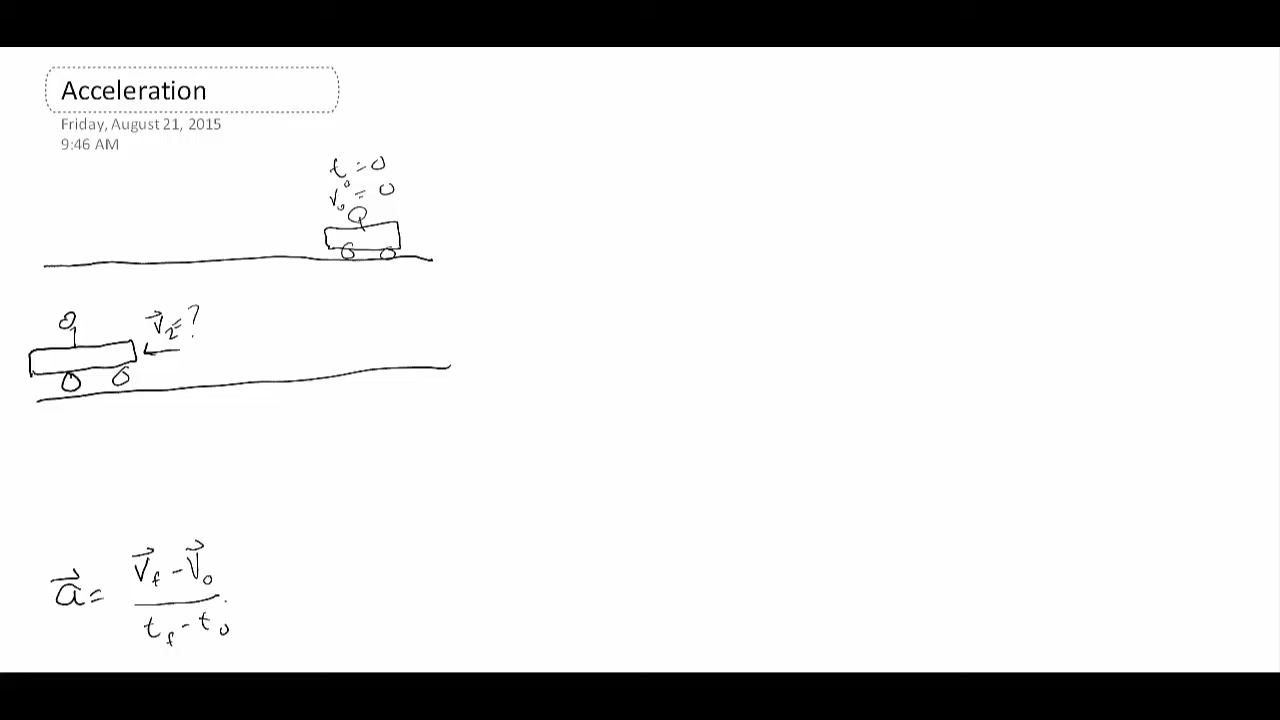 Acceleration
Friday, August 21, 2015
9:46 AM
t = 0
v₀ = 0
v⃗₂ = ?
a⃗ = (v⃗f - v⃗₀) / (tf - t₀)